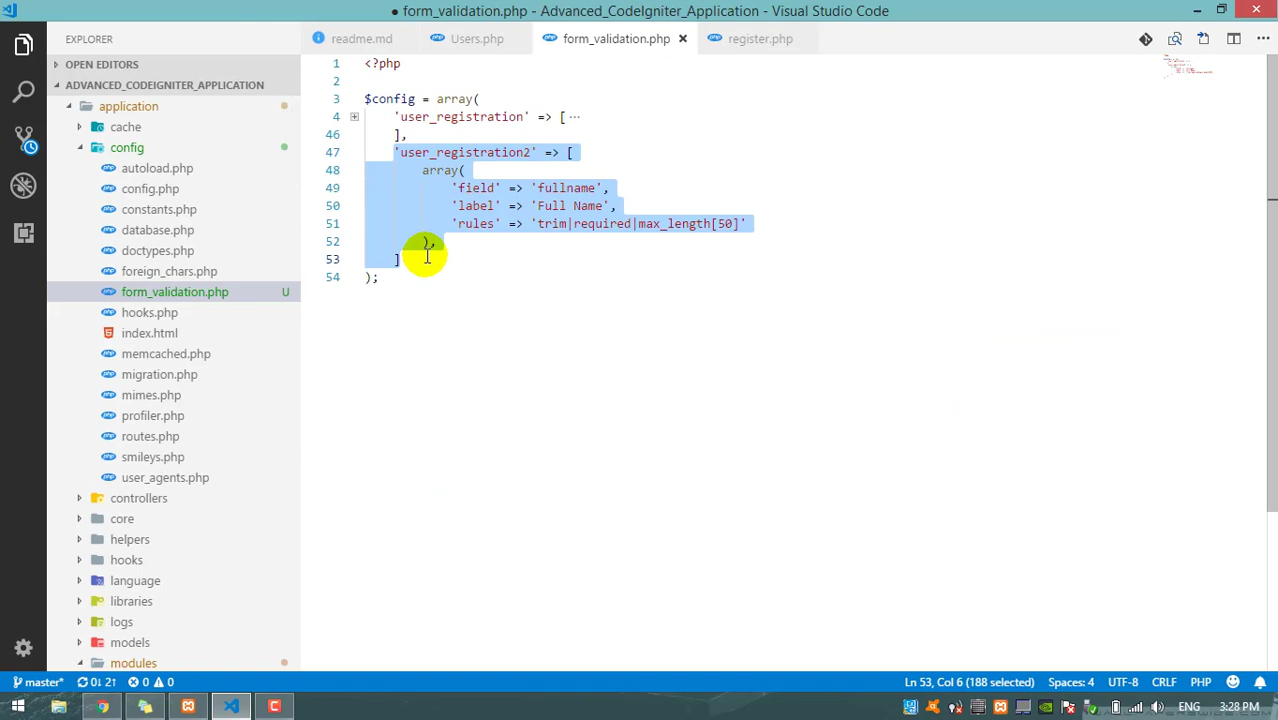 ● form_validation.php - Advanced_CodeIgniter_Application - Visual Studio Code
EXPLORER
readme.md
Users.php
form_validation.php
register.php
OPEN EDITORS
ADVANCED_CODEIGNITER_APPLICATION
application
cache
config
autoload.php
config.php
constants.php
database.php
doctypes.php
foreign_chars.php
form_validation.php U
hooks.php
index.html
memcached.php
migration.php
mimes.php
profiler.php
routes.php
smileys.php
user_agents.php
controllers
core
helpers
hooks
language
libraries
logs
models
modules
1 <?php
2
3 $config = array(
4 'user_registration' => [ ...
46 ],
47 'user_registration2' => [
48 array(
49 'field' => 'fullname',
50 'label' => 'Full Name',
51 'rules' => 'trim|required|max_length[50]'
52 ),
53 ]
54 );
master* 0↓ 2↑ 0 0
Ln 53, Col 6 (188 selected) Spaces: 4 UTF-8 CRLF PHP
ENG 3:28 PM